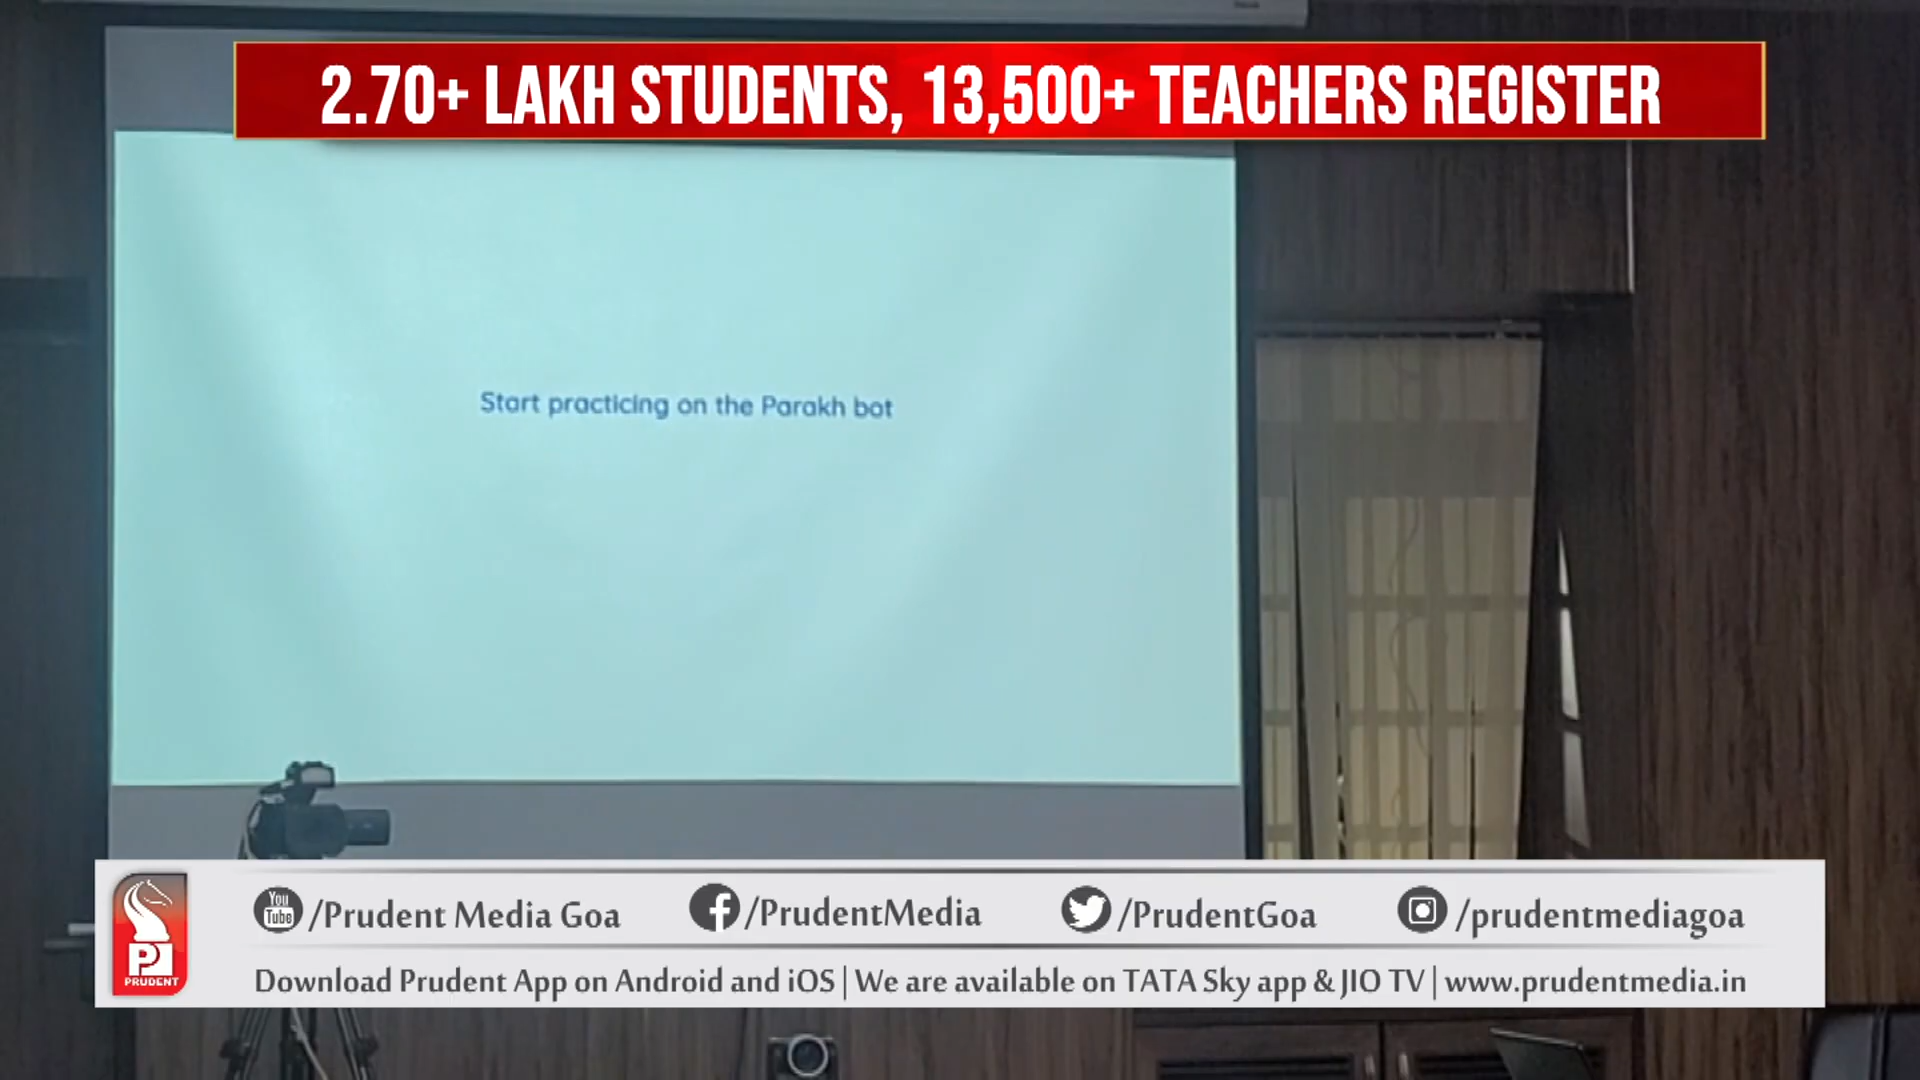 2.70+ LAKH STUDENTS, 13,500+ TEACHERS REGISTER
Start practicing on the Parakh bot
You Tube /Prudent Media Goa /PrudentMedia /PrudentGoa /prudentmediagoa
PRUDENT
Download Prudent App on Android and iOS | We are available on TATA Sky app & JIO TV | www.prudentmedia.in